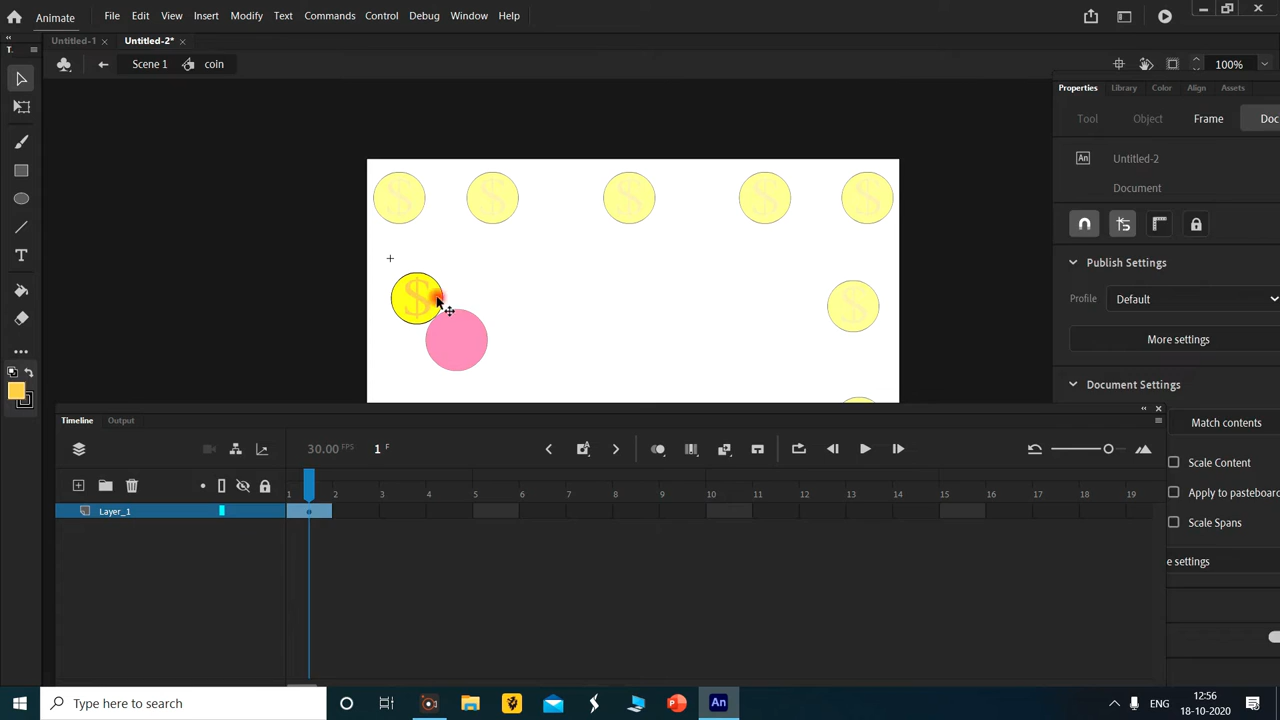 Animate File Edit View Insert Modify Text Commands Control Debug Window Help
Untitled-1 × Untitled-2* ×
Scene 1 coin 100%
Properties Library Color Align Assets
Tool Object Frame Doc
An Untitled-2
Document
$ $ $ $ $
$ $
Publish Settings
Profile Default
More settings
Document Settings
Match contents
Scale Content
Apply to pasteboard
Scale Spans
e settings
Timeline Output
30.00 FPS 1 F
1 2 3 4 5 6 7 8 9 10 11 12 13 14 15 16 17 18 19
Layer_1
Type here to search
An
ENG
12:56
18-10-2020